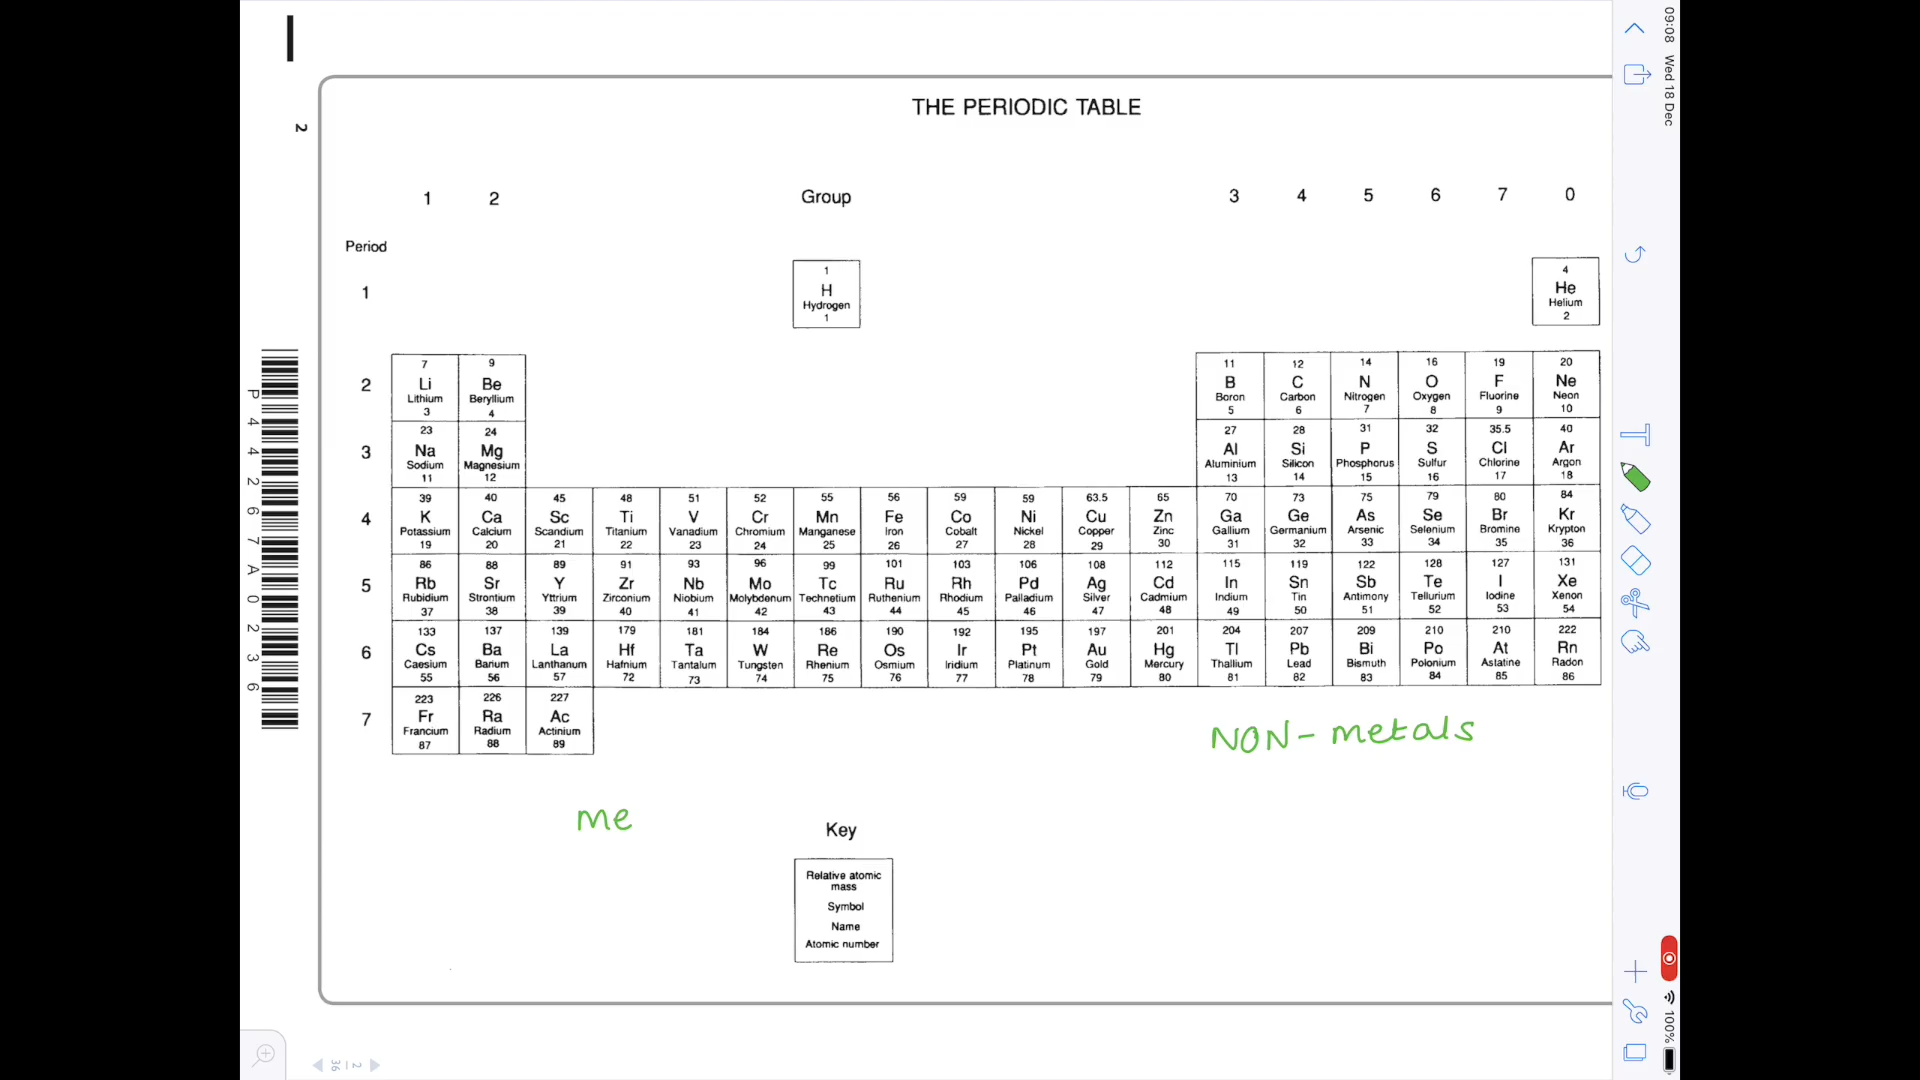 THE PERIODIC TABLE
1 2 Group 3 4 5 6 7 0
Period
1
1 H Hydrogen 1
4 He Helium 2
2
7 Li Lithium 3
9 Be Beryllium 4
11 B Boron 5
12 C Carbon 6
14 N Nitrogen 7
16 O Oxygen 8
19 F Fluorine 9
20 Ne Neon 10
3
23 Na Sodium 11
24 Mg Magnesium 12
27 Al Aluminium 13
28 Si Silicon 14
31 P Phosphorus 15
32 S Sulfur 16
35.5 Cl Chlorine 17
40 Ar Argon 18
4
39 K Potassium 19
40 Ca Calcium 20
45 Sc Scandium 21
48 Ti Titanium 22
51 V Vanadium 23
52 Cr Chromium 24
55 Mn Manganese 25
56 Fe Iron 26
59 Co Cobalt 27
59 Ni Nickel 28
63.5 Cu Copper 29
65 Zn Zinc 30
70 Ga Gallium 31
73 Ge Germanium 32
75 As Arsenic 33
79 Se Selenium 34
80 Br Bromine 35
84 Kr Krypton 36
5
86 Rb Rubidium 37
88 Sr Strontium 38
89 Y Yttrium 39
91 Zr Zirconium 40
93 Nb Niobium 41
96 Mo Molybdenum 42
99 Tc Technetium 43
101 Ru Ruthenium 44
103 Rh Rhodium 45
106 Pd Palladium 46
108 Ag Silver 47
112 Cd Cadmium 48
115 In Indium 49
119 Sn Tin 50
122 Sb Antimony 51
128 Te Tellurium 52
127 I Iodine 53
131 Xe Xenon 54
6
133 Cs Caesium 55
137 Ba Barium 56
139 La Lanthanum 57
179 Hf Hafnium 72
181 Ta Tantalum 73
184 W Tungsten 74
186 Re Rhenium 75
190 Os Osmium 76
192 Ir Iridium 77
195 Pt Platinum 78
197 Au Gold 79
201 Hg Mercury 80
204 Tl Thallium 81
207 Pb Lead 82
209 Bi Bismuth 83
210 Po Polonium 84
210 At Astatine 85
222 Rn Radon 86
7
223 Fr Francium 87
226 Ra Radium 88
227 Ac Actinium 89
NON-metals
me
Key
Relative atomic
mass
Symbol
Name
Atomic number
2
P44267A0236
09:08 Wed 18 Dec
100%
2 | 36